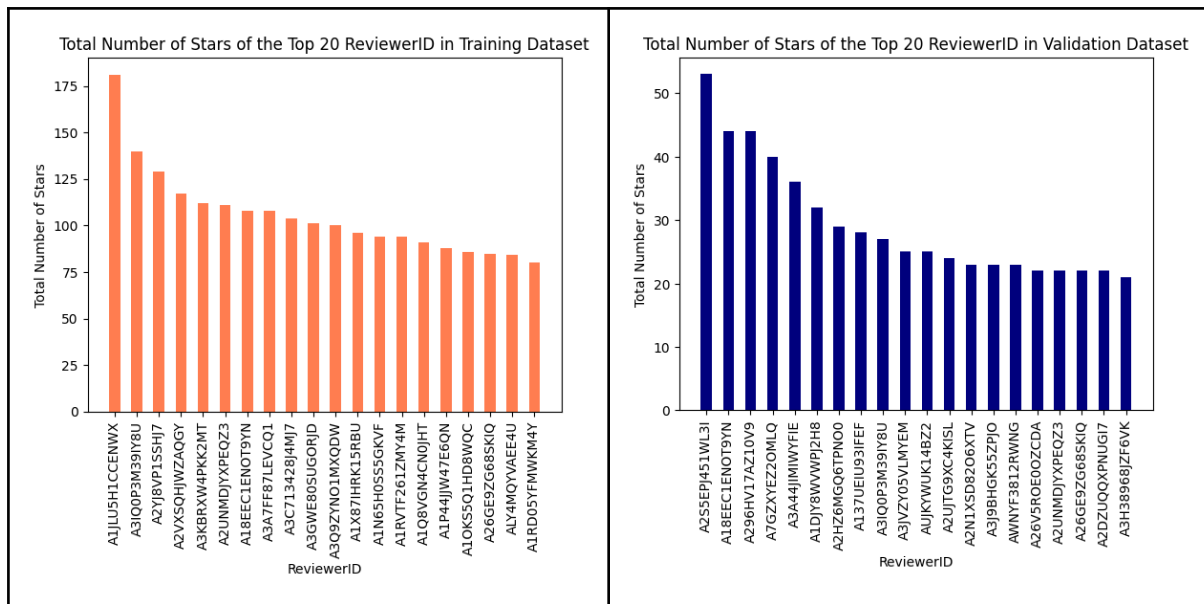 Total Number of Stars of the Top 20 ReviewerID in Training Dataset
Total Number of Stars
175
150
125
100
75
50
25
0
A1JLU5H1CCENWX
A3IQ0P3M39IY8U
A2YJ8VP1SSHJ7
A2VXSQHJWZAQGY
A3KBRXW4PKK2MT
A2UNMDJYXPEQZ3
A18EEC1ENOT9YN
A3A7FF87LEVCQ1
A3C713428J4MJ7
A3GWE80SUGORJD
A3Q9ZYNO1MXQDW
A1X87IHRK15RBU
A1N65H0SS5GKVF
A1RVTF261ZMY4M
A1Q8VGN4CN0JHT
A1P44JJW47E6QN
A1OKS5Q1HD8WQC
A26GE9ZG68SKIQ
ALY4MQYVAEE4U
A1RD05YFMWKM4Y
ReviewerID
Total Number of Stars of the Top 20 ReviewerID in Validation Dataset
Total Number of Stars
50
40
30
20
10
0
A2S5EPJ451WL3I
A18EEC1ENOT9YN
A296HV17AZ10V9
A7GZXYEZ2OMLQ
A3A44JIMIWYFIE
A1DJY8WVWPJ2H8
A2HZ6MGQ6TPNO0
A137UEIU93IFEF
A3IQ0P3M39IY8U
A3JVZY05VLMYEM
AUJKYWUK14BZ2
A2UJTG9XC4KISL
A2N1XSD82O6XTV
A3J9BHGK55ZPJO
AWNYF3812RWNG
A26V5ROE0OZCDA
A2UNMDJYXPEQZ3
A26GE9ZG68SKIQ
A2DZUQQXPNUGI7
A3H38968JZF6VK
ReviewerID